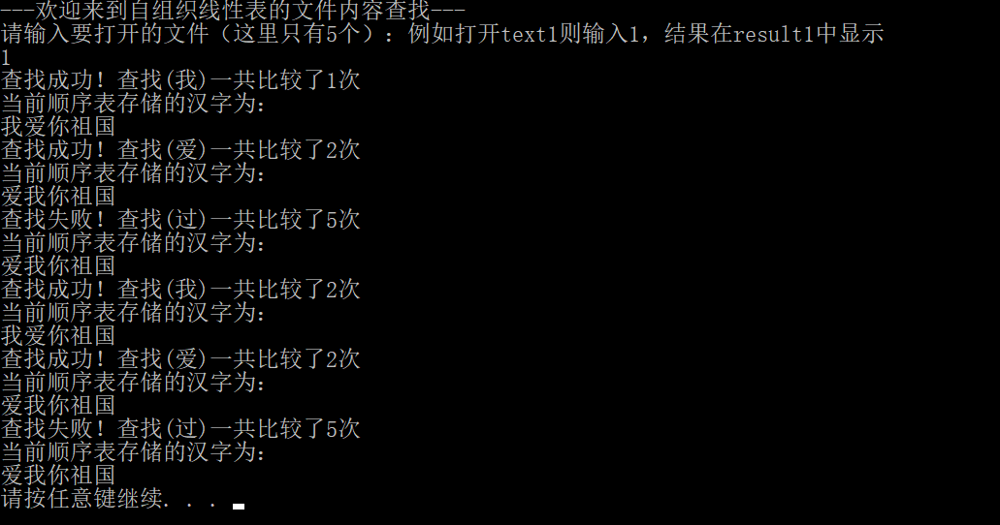 ---欢迎来到自组织线性表的文件内容查找---
请输入要打开的文件（这里只有5个）：例如打开text1则输入1，结果在result1中显示
1
查找成功！查找(我)一共比较了1次
当前顺序表存储的汉字为：
我爱你祖国
查找成功！查找(爱)一共比较了2次
当前顺序表存储的汉字为：
爱我你祖国
查找失败！查找(过)一共比较了5次
当前顺序表存储的汉字为：
爱我你祖国
查找成功！查找(我)一共比较了2次
当前顺序表存储的汉字为：
我爱你祖国
查找成功！查找(爱)一共比较了2次
当前顺序表存储的汉字为：
爱我你祖国
查找失败！查找(过)一共比较了5次
当前顺序表存储的汉字为：
爱我你祖国
请按任意键继续. . .